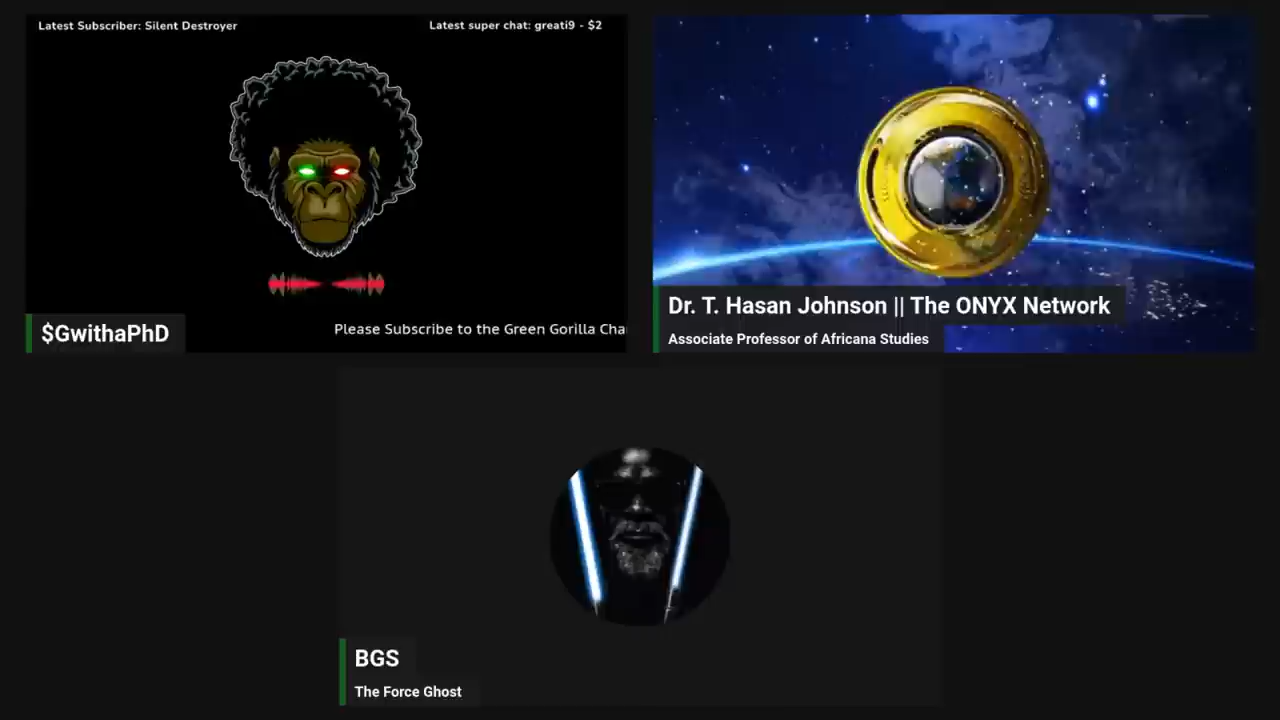 Latest Subscriber: Silent Destroyer
Latest super chat: greati9 - $2
Please Subscribe to the Green Gorilla
$GwithaPhD
Dr. T. Hasan Johnson || The ONYX Network
Associate Professor of Africana Studies
BGS
The Force Ghost